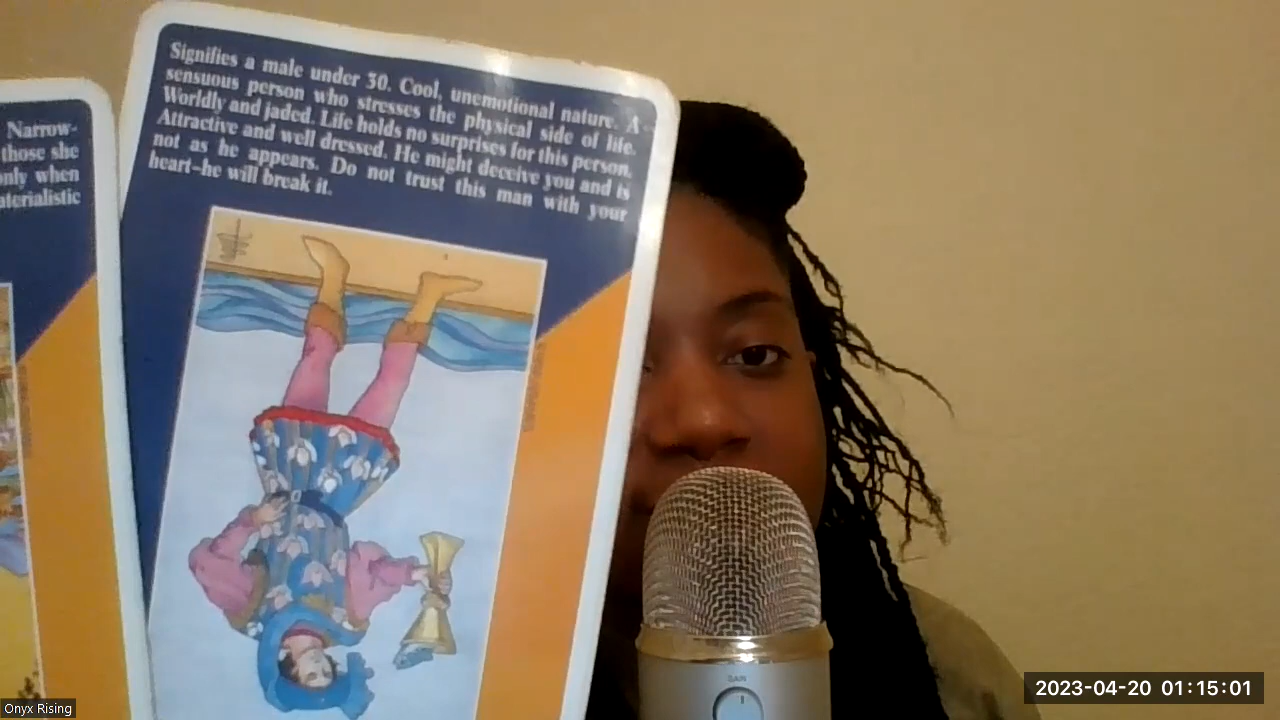 Signifies a male under 30. Cool, unemotional nature. A
sensuous person who stresses the physical side of life.
Worldly and jaded. Life holds no surprises for this person.
Attractive and well dressed. He might deceive you and is
not as he appears. Do not trust this man with your
heart–he will break it.
Narrow-
those she
only when
aterialistic
GAIN
Onyx Rising
2023-04-20 01:15:01